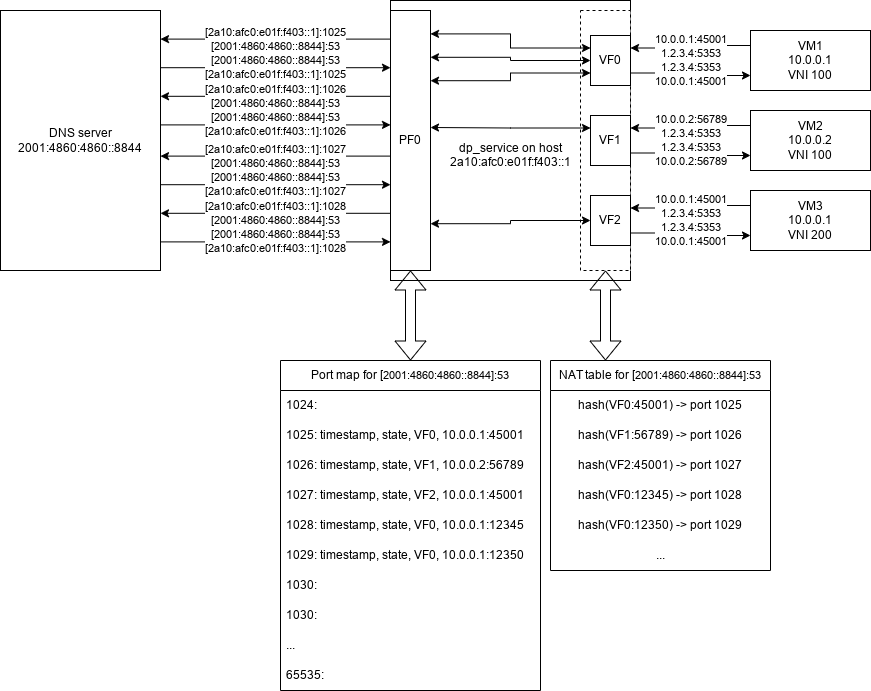 DNS server
2001:4860:4860::8844
[2a10:afc0:e01f:f403::1]:1025
[2001:4860:4860::8844]:53
[2001:4860:4860::8844]:53
[2a10:afc0:e01f:f403::1]:1025
[2a10:afc0:e01f:f403::1]:1026
[2001:4860:4860::8844]:53
[2001:4860:4860::8844]:53
[2a10:afc0:e01f:f403::1]:1026
[2a10:afc0:e01f:f403::1]:1027
[2001:4860:4860::8844]:53
[2001:4860:4860::8844]:53
[2a10:afc0:e01f:f403::1]:1027
[2a10:afc0:e01f:f403::1]:1028
[2001:4860:4860::8844]:53
[2001:4860:4860::8844]:53
[2a10:afc0:e01f:f403::1]:1028
PF0
dp_service on host
2a10:afc0:e01f:f403::1
VF0
VF1
VF2
10.0.0.1:45001
1.2.3.4:5353
1.2.3.4:5353
10.0.0.1:45001
10.0.0.2:56789
1.2.3.4:5353
1.2.3.4:5353
10.0.0.2:56789
10.0.0.1:45001
1.2.3.4:5353
1.2.3.4:5353
10.0.0.1:45001
VM1
10.0.0.1
VNI 100
VM2
10.0.0.2
VNI 100
VM3
10.0.0.1
VNI 200
Port map for [2001:4860:4860::8844]:53
1024:
1025: timestamp, state, VF0, 10.0.0.1:45001
1026: timestamp, state, VF1, 10.0.0.2:56789
1027: timestamp, state, VF2, 10.0.0.1:45001
1028: timestamp, state, VF0, 10.0.0.1:12345
1029: timestamp, state, VF0, 10.0.0.1:12350
1030:
1030:
...
65535:
NAT table for [2001:4860:4860::8844]:53
hash(VF0:45001) -> port 1025
hash(VF1:56789) -> port 1026
hash(VF2:45001) -> port 1027
hash(VF0:12345) -> port 1028
hash(VF0:12350) -> port 1029
...